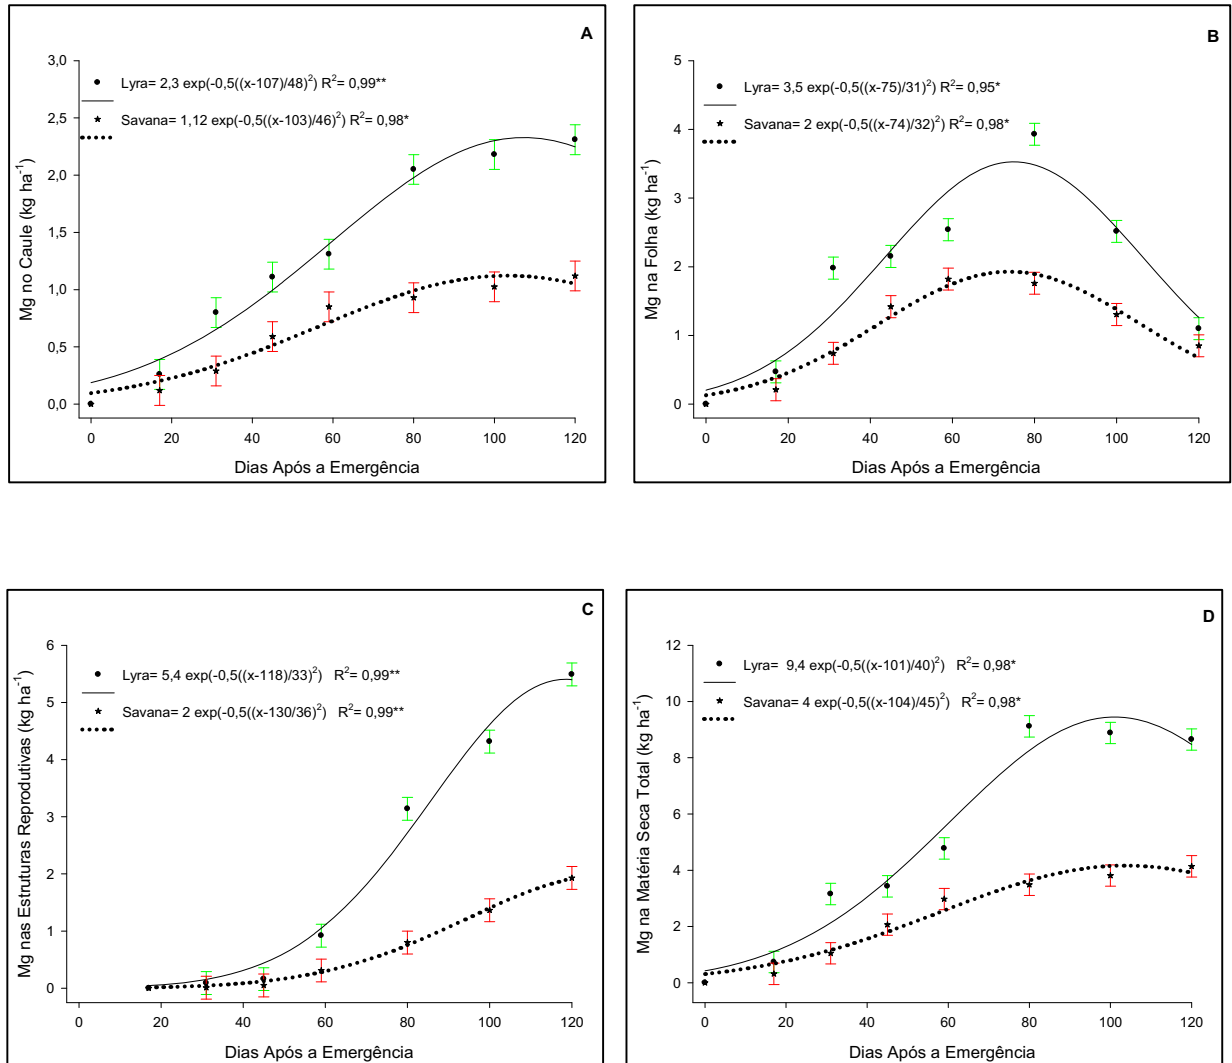 A
3,0
2,5
2,0
1,5
1,0
0,5
0,0
Mg no Caule (kg ha⁻¹)
Lyra= 2,3 exp(-0,5((x-107)/48)²) R²= 0,99**
Savana= 1,12 exp(-0,5((x-103)/46)²) R²= 0,98*
0 20 40 60 80 100 120
Dias Após a Emergência
B
5
4
3
2
1
0
Mg na Folha (kg ha⁻¹)
Lyra= 3,5 exp(-0,5((x-75)/31)²) R²= 0,95*
Savana= 2 exp(-0,5((x-74)/32)²) R²= 0,98*
0 20 40 60 80 100 120
Dias Após a Emergência
C
6
5
4
3
2
1
0
Mg nas Estruturas Reprodutivas (kg ha⁻¹)
Lyra= 5,4 exp(-0,5((x-118)/33)²) R²= 0,99**
Savana= 2 exp(-0,5((x-130/36)²) R²= 0,99**
0 20 40 60 80 100 120
Dias Após a Emergência
D
12
10
8
6
4
2
0
Mg na Matéria Seca Total (kg ha⁻¹)
Lyra= 9,4 exp(-0,5((x-101)/40)²) R²= 0,98*
Savana= 4 exp(-0,5((x-104)/45)²) R²= 0,98*
0 20 40 60 80 100 120
Dias Após a Emergência